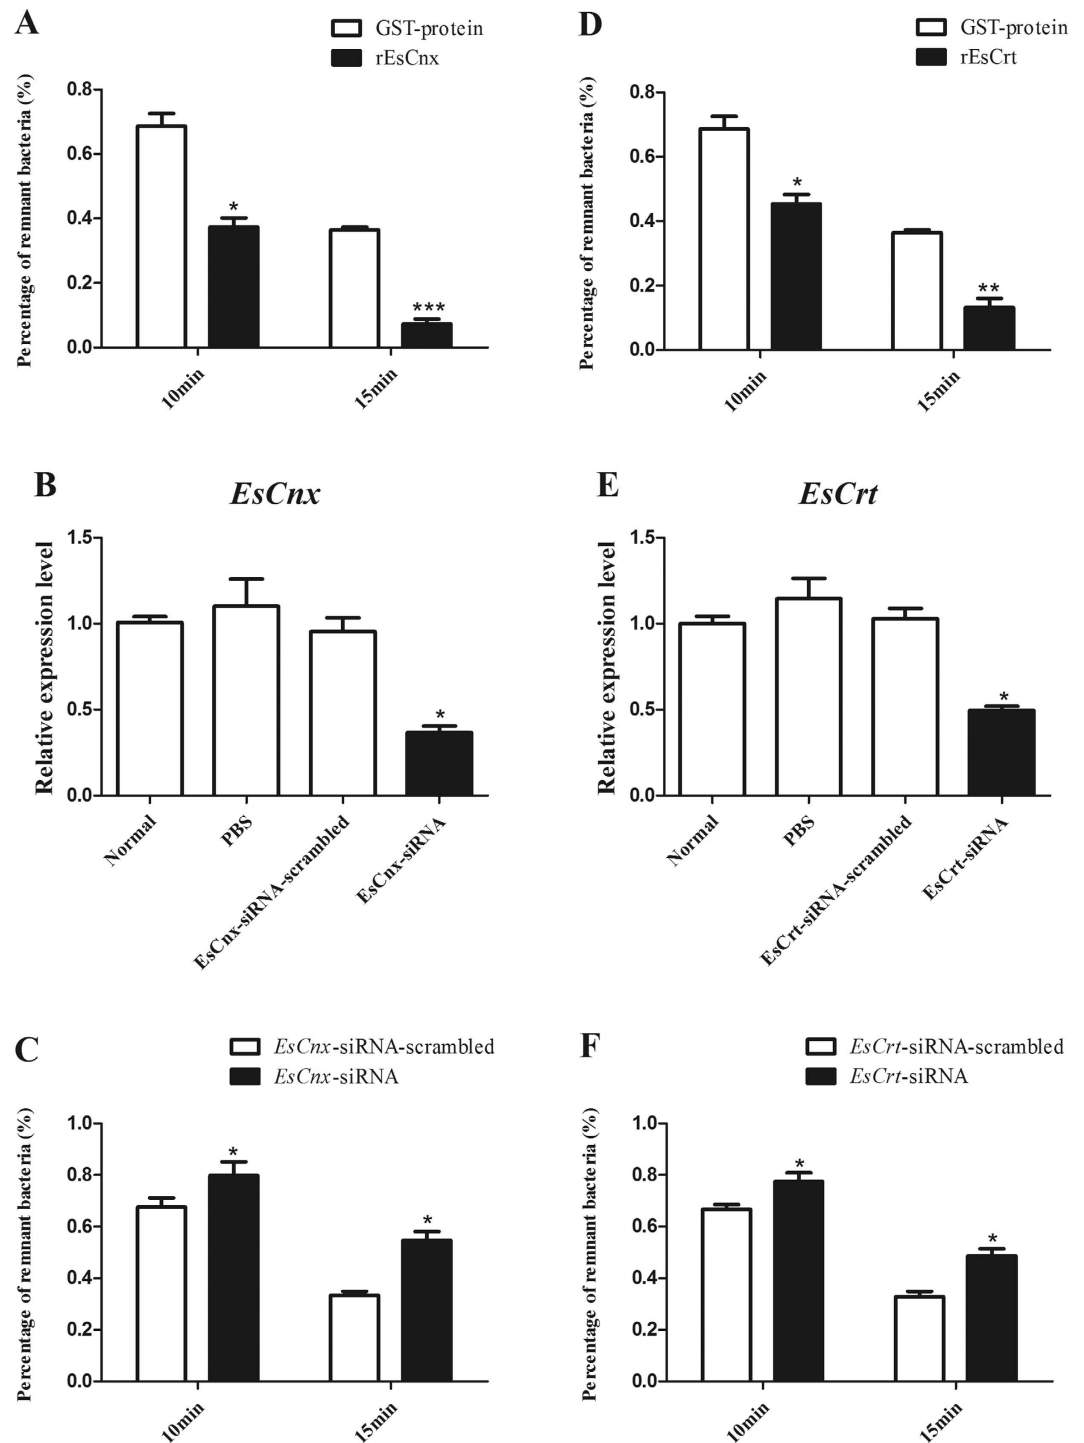 A
GST-protein
rEsCnx
Percentage of remnant bacteria (%)
0.8
0.6
0.4
0.2
0.0
*
***
10min
15min
D
GST-protein
rEsCrt
Percentage of remnant bacteria (%)
0.8
0.6
0.4
0.2
0.0
*
**
10min
15min
B
EsCnx
Relative expression level
1.5
1.0
0.5
0.0
*
Normal
PBS
EsCnx-siRNA-scrambled
EsCnx-siRNA
E
EsCrt
Relative expression level
1.5
1.0
0.5
0.0
*
Normal
PBS
EsCrt-siRNA-scrambled
EsCrt-siRNA
C
EsCnx-siRNA-scrambled
EsCnx-siRNA
Percentage of remnant bacteria (%)
1.0
0.8
0.6
0.4
0.2
0.0
*
*
10min
15min
F
EsCrt-siRNA-scrambled
EsCrt-siRNA
Percentage of remnant bacteria (%)
1.0
0.8
0.6
0.4
0.2
0.0
*
*
10min
15min